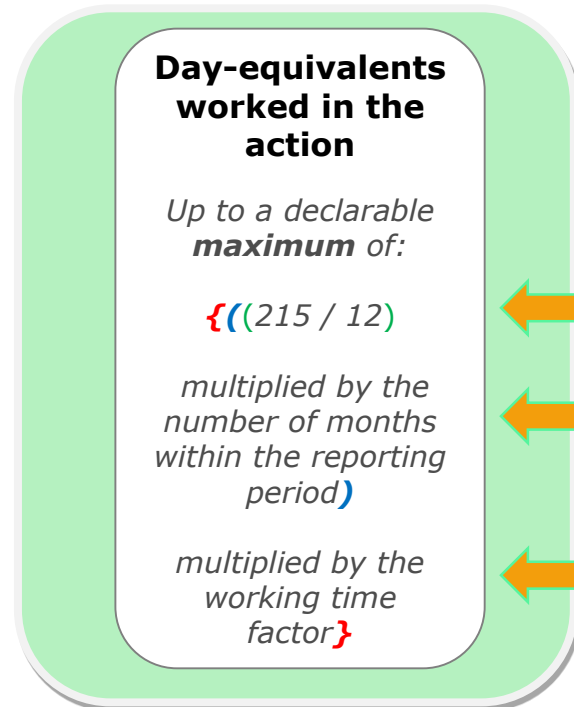 Day-equivalents
worked in the
action
Up to a declarable
maximum of:
{((215 / 12)
multiplied by the
number of months
within the reporting
period)
multiplied by the
working time
factor}